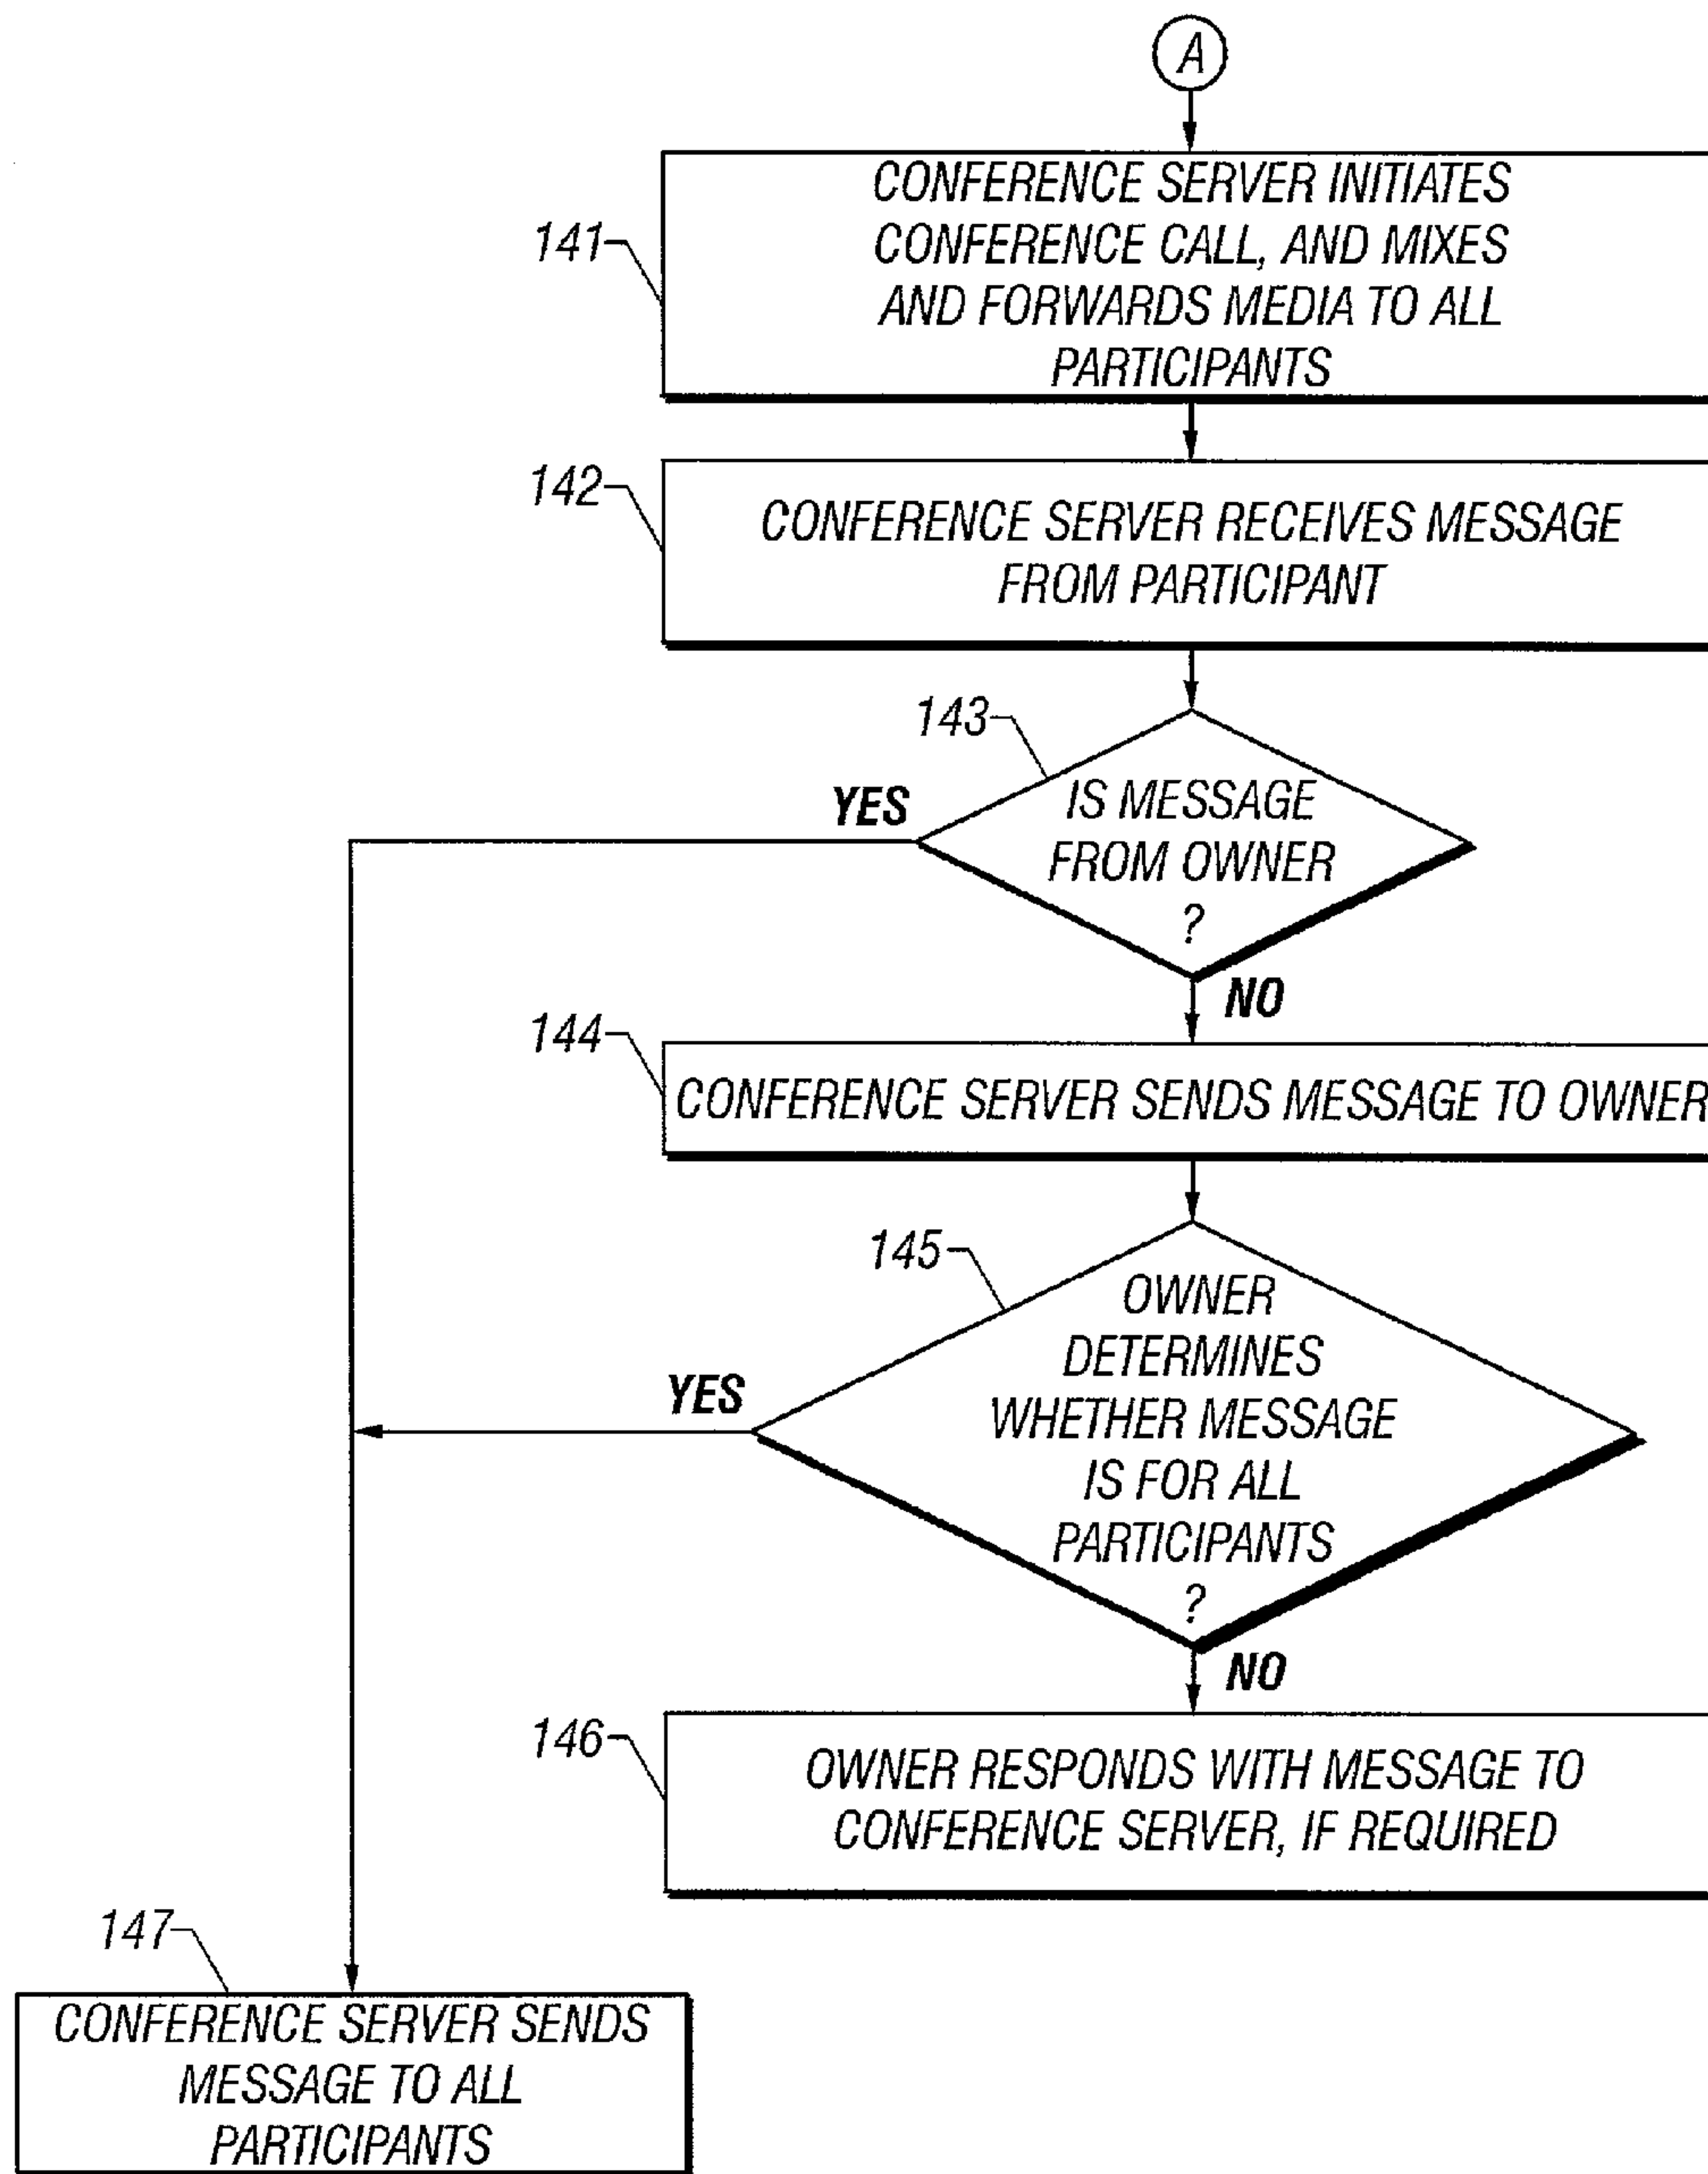 A
141
CONFERENCE SERVER INITIATES
CONFERENCE CALL, AND MIXES
AND FORWARDS MEDIA TO ALL
PARTICIPANTS
142
CONFERENCE SERVER RECEIVES MESSAGE
FROM PARTICIPANT
143
IS MESSAGE
FROM OWNER
?
YES
NO
144
CONFERENCE SERVER SENDS MESSAGE TO OWNER
145
OWNER
DETERMINES
WHETHER MESSAGE
IS FOR ALL
PARTICIPANTS
?
YES
NO
146
OWNER RESPONDS WITH MESSAGE TO
CONFERENCE SERVER, IF REQUIRED
147
CONFERENCE SERVER SENDS
MESSAGE TO ALL
PARTICIPANTS